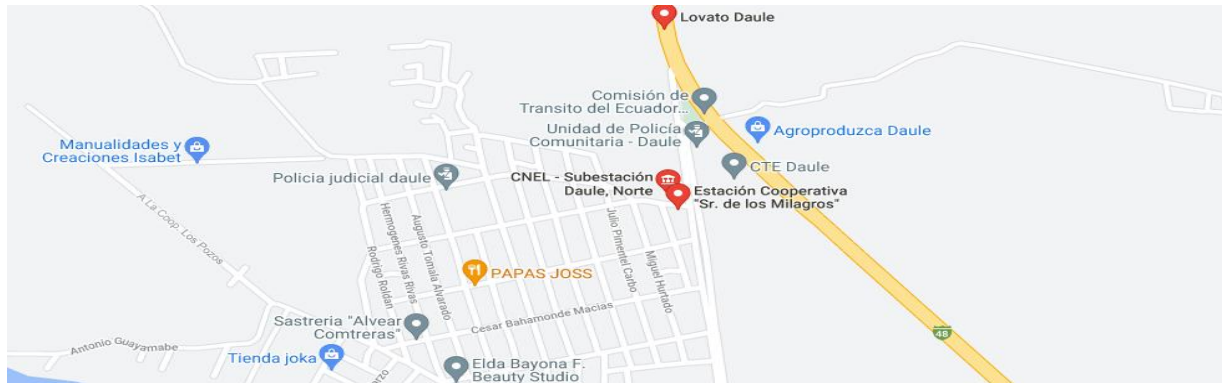 Lovato Daule
Comisión de
Transito del Ecuador...
Unidad de Policía
Comunitaria - Daule
Agroproduzca Daule
Manualidades y
Creaciones Isabet
CTE Daule
Policia judicial daule
CNEL - Subestación
Daule, Norte
Estación Cooperativa
"Sr. de los Milagros"
A La Coop. Los Pozos
Hermogenes Rivas Rivas
Augusto Tomala Alvarado
Rodrigo Roldan
Julio Pimentel Carbo
Miguel Hurtado
PAPAS JOSS
Cesar Bahamonde Macias
Sastreria "Alvear
Comtreras"
48
Antonio Guayamabe
Tienda joka
Elda Bayona F.
Beauty Studio